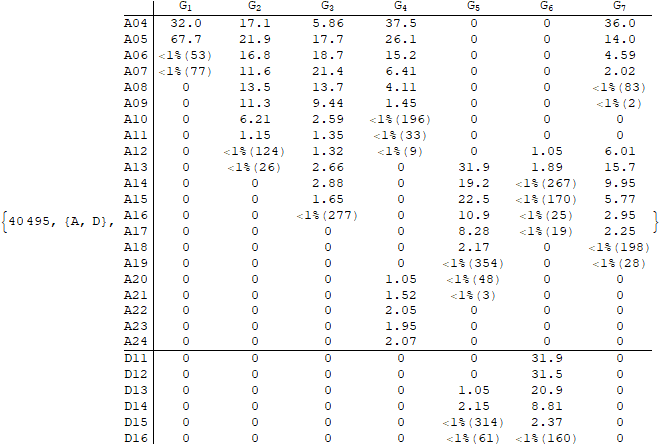 G₁ G₂ G₃ G₄ G₅ G₆ G₇
A04 32.0 17.1 5.86 37.5 0 0 36.0
A05 67.7 21.9 17.7 26.1 0 0 14.0
A06 <1%(53) 16.8 18.7 15.2 0 0 4.59
A07 <1%(77) 11.6 21.4 6.41 0 0 2.02
A08 0 13.5 13.7 4.11 0 0 <1%(83)
A09 0 11.3 9.44 1.45 0 0 <1%(2)
A10 0 6.21 2.59 <1%(196) 0 0 0
A11 0 1.15 1.35 <1%(33) 0 0 0
A12 0 <1%(124) 1.32 <1%(9) 0 1.05 6.01
A13 0 <1%(26) 2.66 0 31.9 1.89 15.7
A14 0 0 2.88 0 19.2 <1%(267) 9.95
A15 0 0 1.65 0 22.5 <1%(170) 5.77
{40495, {A, D}, A16 0 0 <1%(277) 0 10.9 <1%(25) 2.95 }
A17 0 0 0 0 8.28 <1%(19) 2.25
A18 0 0 0 0 2.17 0 <1%(198)
A19 0 0 0 0 <1%(354) 0 <1%(28)
A20 0 0 0 1.05 <1%(48) 0 0
A21 0 0 0 1.52 <1%(3) 0 0
A22 0 0 0 2.05 0 0 0
A23 0 0 0 1.95 0 0 0
A24 0 0 0 2.07 0 0 0
D11 0 0 0 0 0 31.9 0
D12 0 0 0 0 0 31.5 0
D13 0 0 0 0 1.05 20.9 0
D14 0 0 0 0 2.15 8.81 0
D15 0 0 0 0 <1%(314) 2.37 0
D16 0 0 0 0 <1%(61) <1%(160) 0